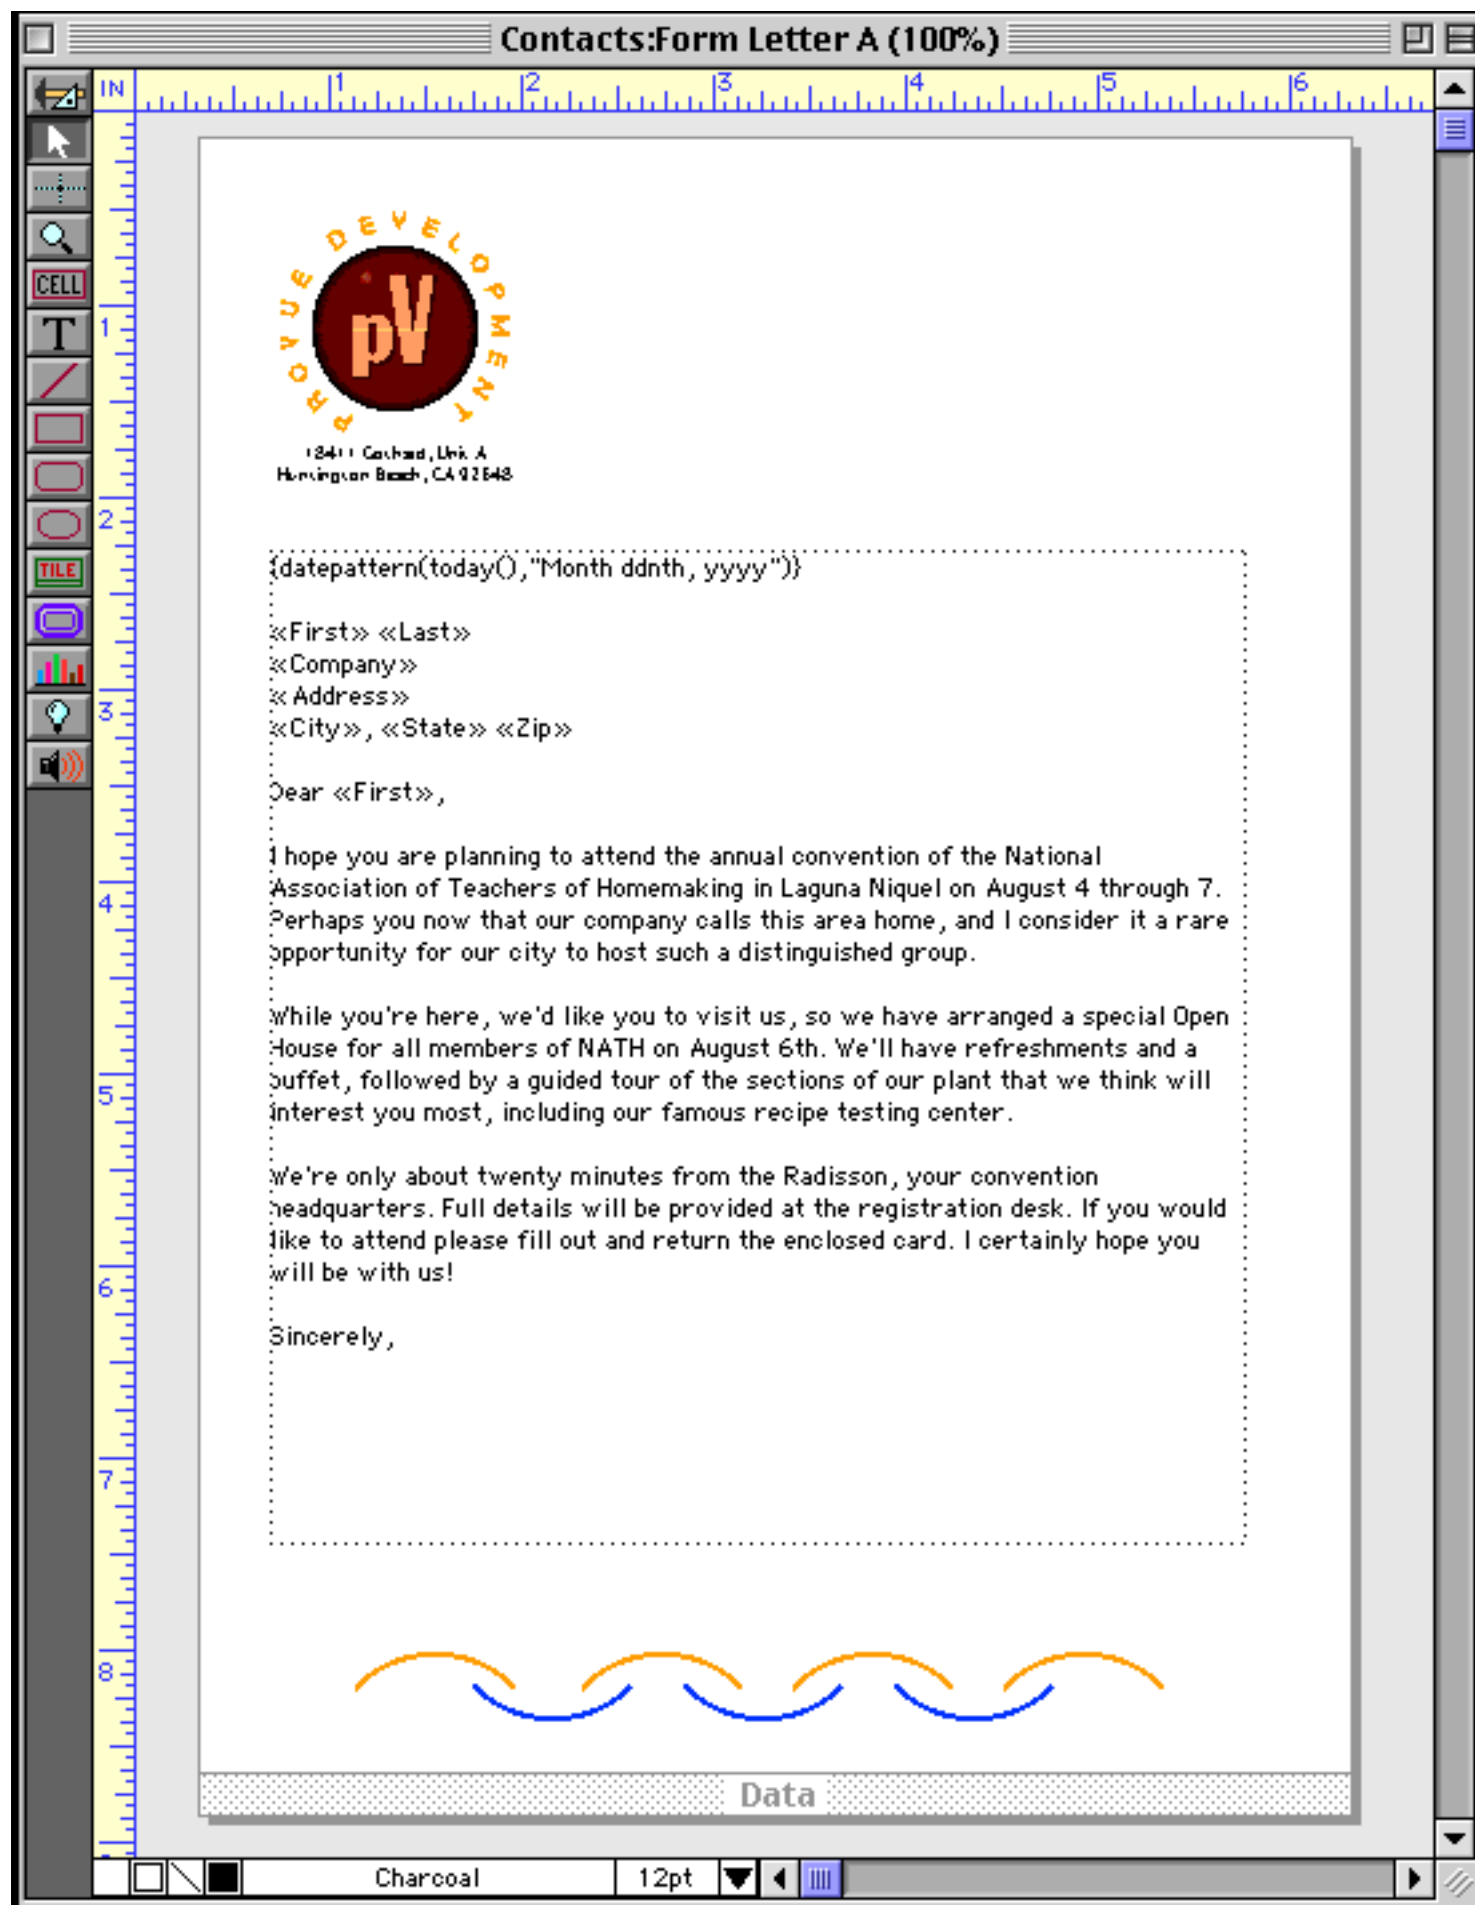 Contacts:Form Letter A (100%)
IN 1 2 3 4 5 6
CELL
T
TILE
1
2
3
4
5
6
7
8
PROVUE DEVELOPMENT
pV
Unit A
Huntington Beach, CA
{datepattern(today(),"Month ddnth, yyyy")}
«First» «Last»
«Company»
«Address»
«City», «State» «Zip»
Dear «First»,
I hope you are planning to attend the annual convention of the National
Association of Teachers of Homemaking in Laguna Niquel on August 4 through 7.
Perhaps you now that our company calls this area home, and I consider it a rare
opportunity for our city to host such a distinguished group.
While you're here, we'd like you to visit us, so we have arranged a special Open
House for all members of NATH on August 6th. We'll have refreshments and a
buffet, followed by a guided tour of the sections of our plant that we think will
interest you most, including our famous recipe testing center.
We're only about twenty minutes from the Radisson, your convention
headquarters. Full details will be provided at the registration desk. If you would
like to attend please fill out and return the enclosed card. I certainly hope you
will be with us!
Sincerely,
Data
Charcoal 12pt